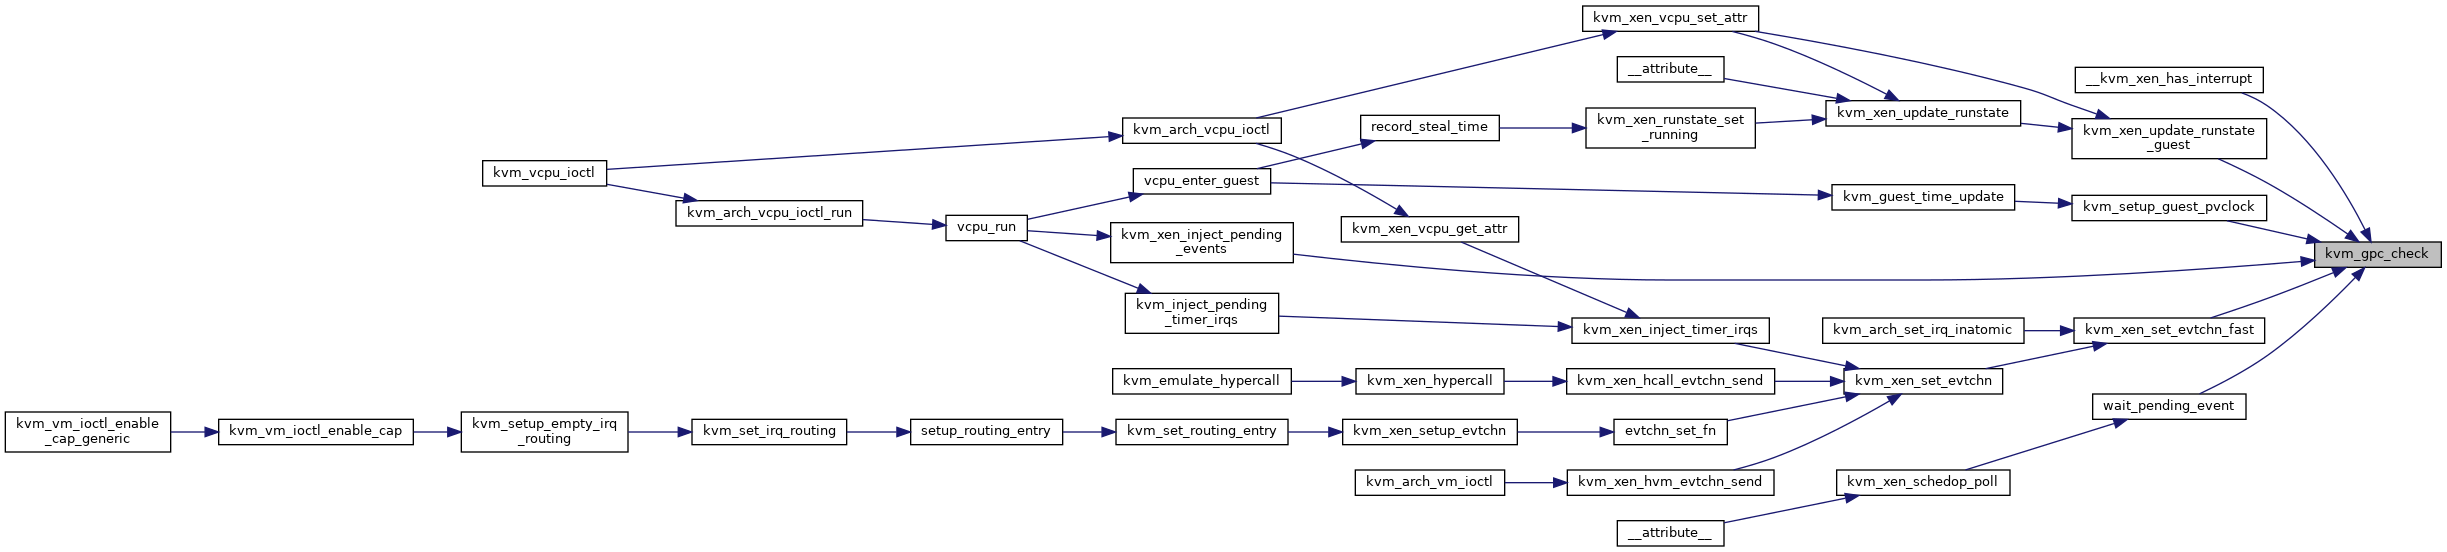 kvm_xen_vcpu_set_attr
__attribute__
__kvm_xen_has_interrupt
kvm_xen_update_runstate
kvm_xen_runstate_set
_running
record_steal_time
kvm_arch_vcpu_ioctl
kvm_xen_update_runstate
_guest
kvm_vcpu_ioctl
vcpu_enter_guest
kvm_guest_time_update
kvm_setup_guest_pvclock
kvm_arch_vcpu_ioctl_run
vcpu_run
kvm_xen_inject_pending
_events
kvm_xen_vcpu_get_attr
kvm_gpc_check
kvm_inject_pending
_timer_irqs
kvm_xen_inject_timer_irqs
kvm_arch_set_irq_inatomic
kvm_xen_set_evtchn_fast
kvm_emulate_hypercall
kvm_xen_hypercall
kvm_xen_hcall_evtchn_send
kvm_xen_set_evtchn
wait_pending_event
kvm_vm_ioctl_enable
_cap_generic
kvm_vm_ioctl_enable_cap
kvm_setup_empty_irq
_routing
kvm_set_irq_routing
setup_routing_entry
kvm_set_routing_entry
kvm_xen_setup_evtchn
evtchn_set_fn
kvm_arch_vm_ioctl
kvm_xen_hvm_evtchn_send
kvm_xen_schedop_poll
__attribute__